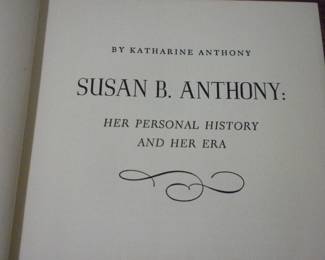 BY KATHARINE ANTHONY
SUSAN B. ANTHONY:
HER PERSONAL HISTORY
AND HER ERA